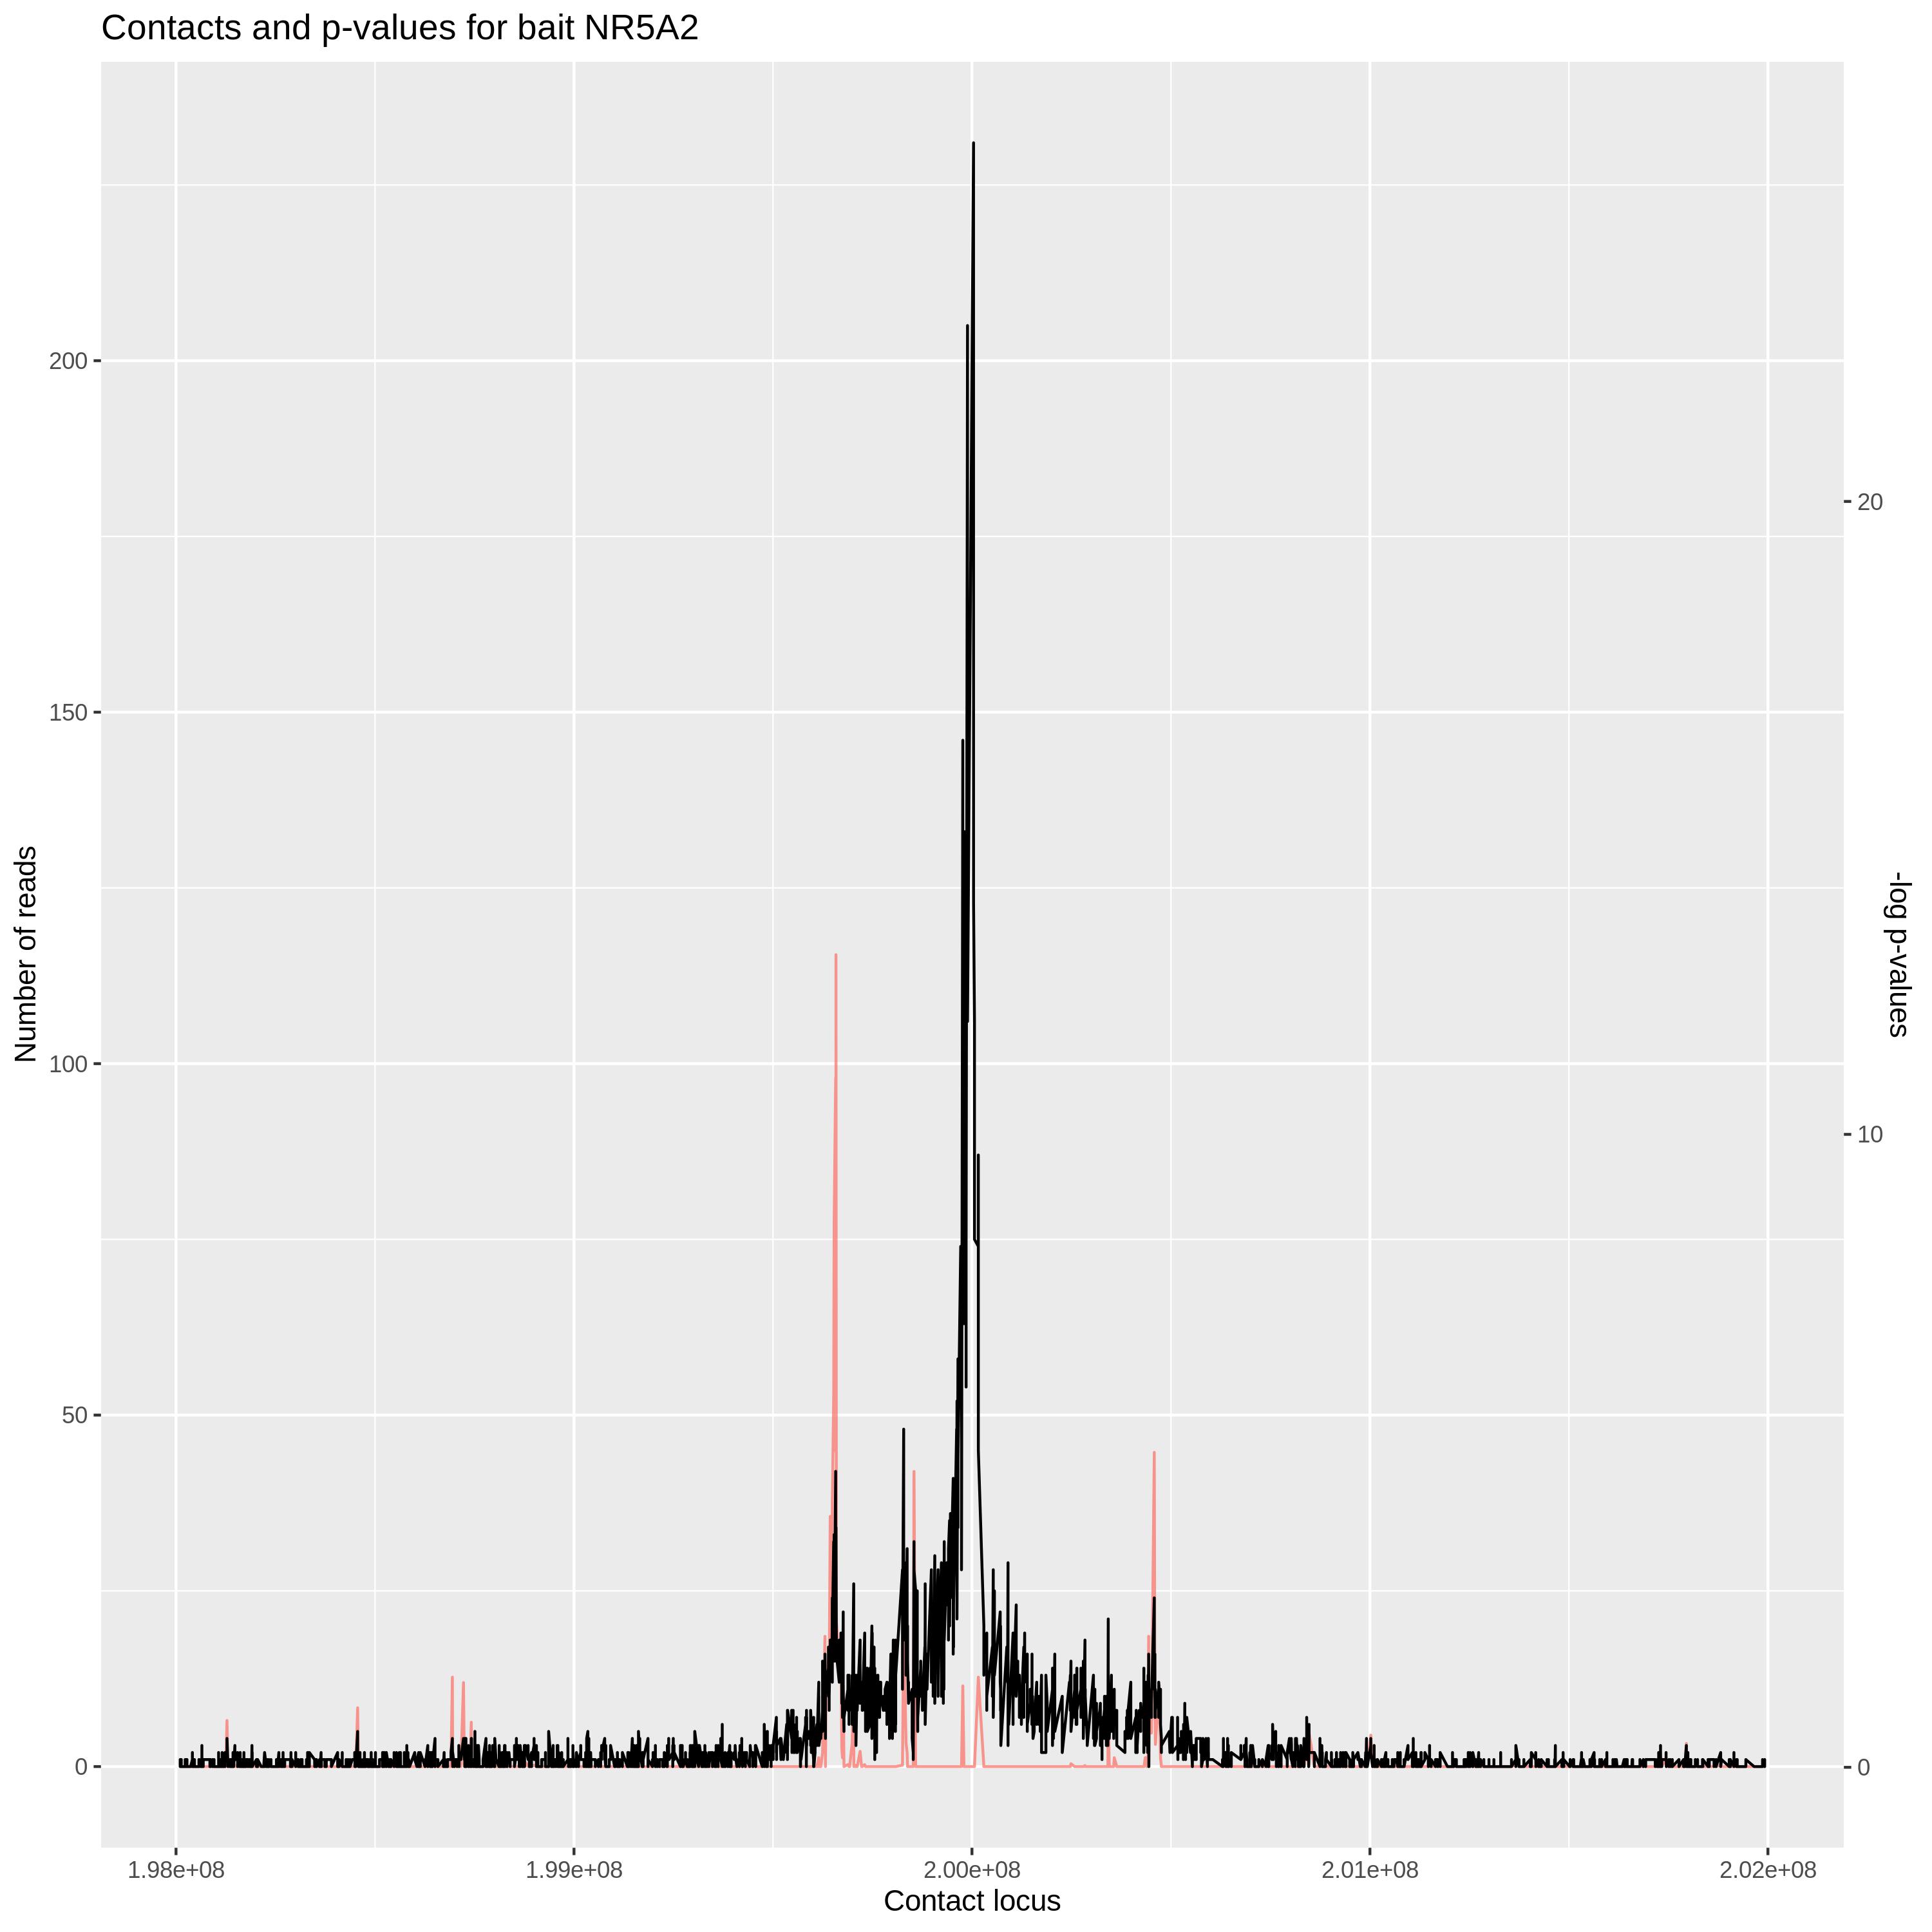 Contacts and p-values for bait NR5A2
200
150
100
50
0
Number of reads
20
10
0
-log p-values
1.98e+08 1.99e+08 2.00e+08 2.01e+08 2.02e+08
Contact locus